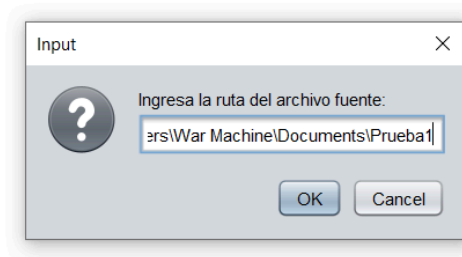 Input
Ingresa la ruta del archivo fuente:
ers\War Machine\Documents\Prueba1
OK Cancel